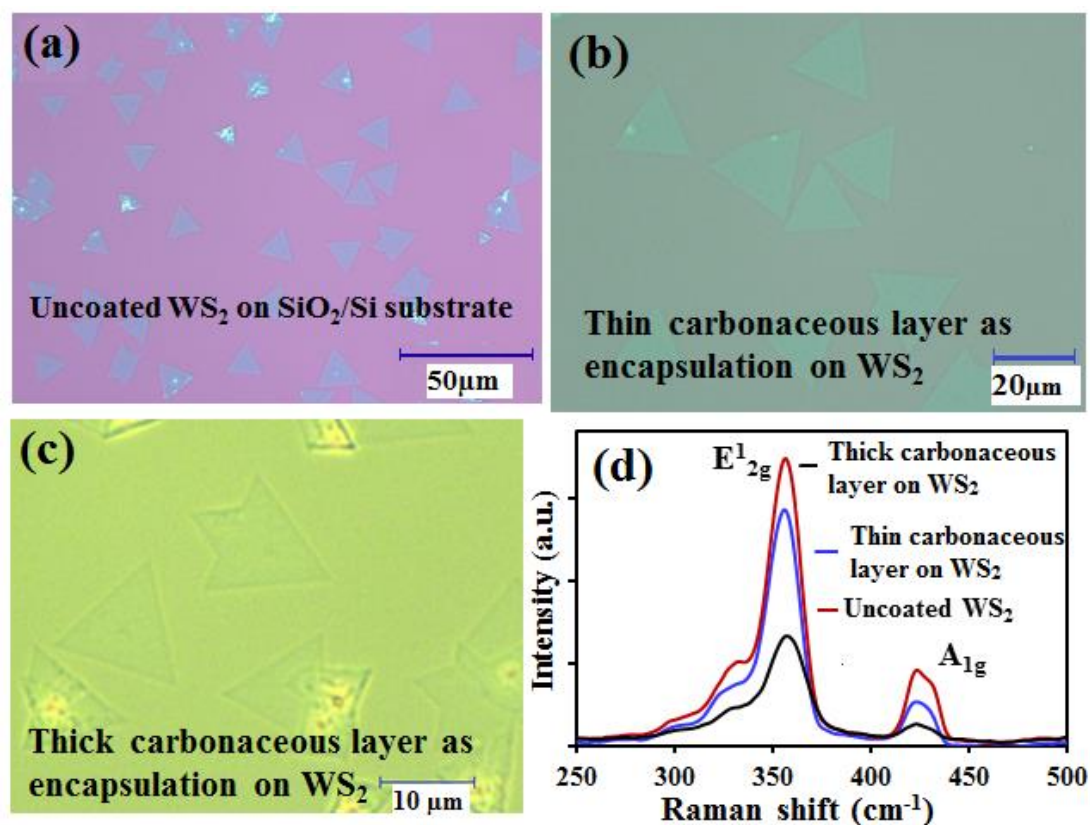 (a)
Uncoated WS₂ on SiO₂/Si substrate
50μm
(b)
Thin carbonaceous layer as
encapsulation on WS₂
20μm
(c)
Thick carbonaceous layer as
encapsulation on WS₂
10 μm
(d)
E¹₂g
Thick carbonaceous
layer on WS₂
Thin carbonaceous
layer on WS₂
Uncoated WS₂
A₁g
Intensity (a.u.)
250 350 400 450 500
Raman shift (cm⁻¹)